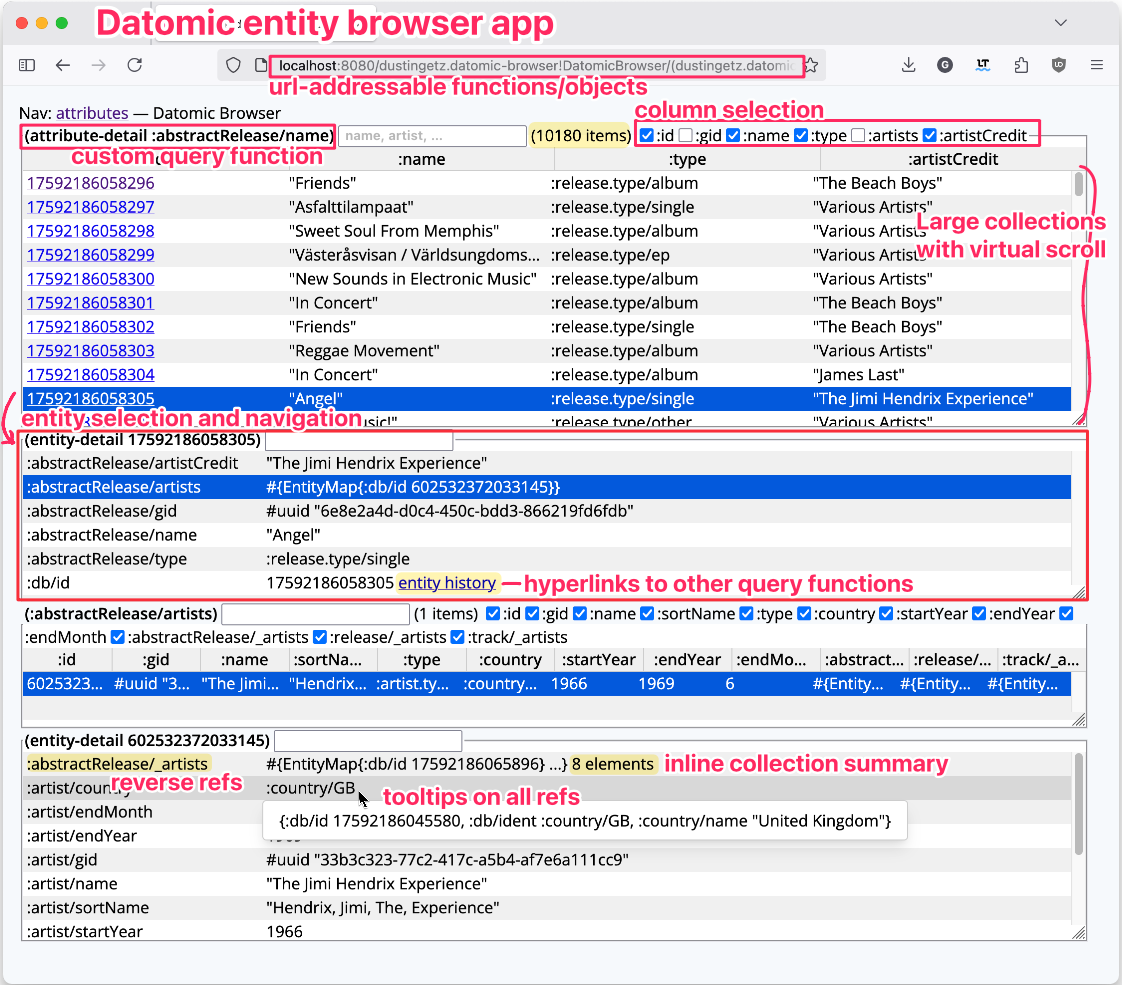 Datomic entity browser app
localhost:8080/dustingetz.datomic-browser!DatomicBrowser/(dustingetz.datomic
url-addressable functions/objects
Nav: attributes — Datomic Browser
column selection
(attribute-detail :abstractRelease/name) name, artist, ... (10180 items) :id :gid :name :type :artists :artistCredit
custom query function
:name :type :artistCredit
17592186058296 "Friends" :release.type/album "The Beach Boys"
17592186058297 "Asfalttilampaat" :release.type/single "Various Artists"
17592186058298 "Sweet Soul From Memphis" :release.type/album "Various Artists"
Large collections
with virtual scroll
17592186058299 "Västeråsvisan / Världsungdoms... :release.type/ep "Various Artists"
17592186058300 "New Sounds in Electronic Music" :release.type/album "Various Artists"
17592186058301 "In Concert" :release.type/album "The Beach Boys"
17592186058302 "Friends" :release.type/single "The Beach Boys"
17592186058303 "Reggae Movement" :release.type/album "Various Artists"
17592186058304 "In Concert" :release.type/album "James Last"
17592186058305 "Angel" :release.type/single "The Jimi Hendrix Experience"
entity selection and navigation
:release.type/other "Various Artists"
(entity-detail 17592186058305)
:abstractRelease/artistCredit "The Jimi Hendrix Experience"
:abstractRelease/artists #{EntityMap{:db/id 602532372033145}}
:abstractRelease/gid #uuid "6e8e2a4d-d0c4-450c-bdd3-866219fd6fdb"
:abstractRelease/name "Angel"
:abstractRelease/type :release.type/single
:db/id 17592186058305 entity history
hyperlinks to other query functions
(:abstractRelease/artists) (1 items) :id :gid :name :sortName :type :country :startYear :endYear
:endMonth :abstractRelease/_artists :release/_artists :track/_artists
:id :gid :name :sortNa... :type :country :startYear :endYear :endMo... :abstract... :release/... :track/_a...
6025323... #uuid "3... "The Jimi... "Hendrix... :artist.ty... :country... 1966 1969 6 #{Entity... #{Entity... #{Entity...
(entity-detail 602532372033145)
:abstractRelease/_artists #{EntityMap{:db/id 17592186065896} ...} 8 elements
inline collection summary
reverse refs
:artist/country :country/GB
tooltips on all refs
:artist/endMonth
{:db/id 17592186045580, :db/ident :country/GB, :country/name "United Kingdom"}
:artist/endYear 1969
:artist/gid #uuid "33b3c323-77c2-417c-a5b4-af7e6a111cc9"
:artist/name "The Jimi Hendrix Experience"
:artist/sortName "Hendrix, Jimi, The, Experience"
:artist/startYear 1966